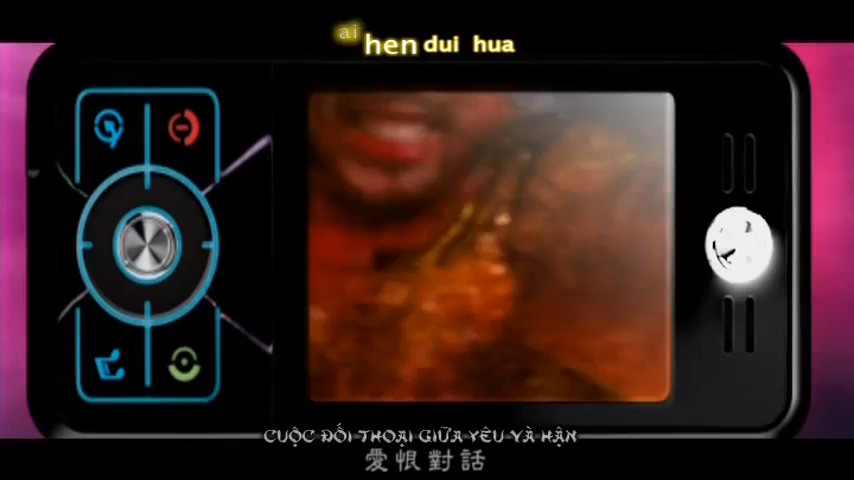 ai hen dui hua
CUỘC ĐỐI THOẠI GIỮA YÊU VÀ HẬN
愛恨對話